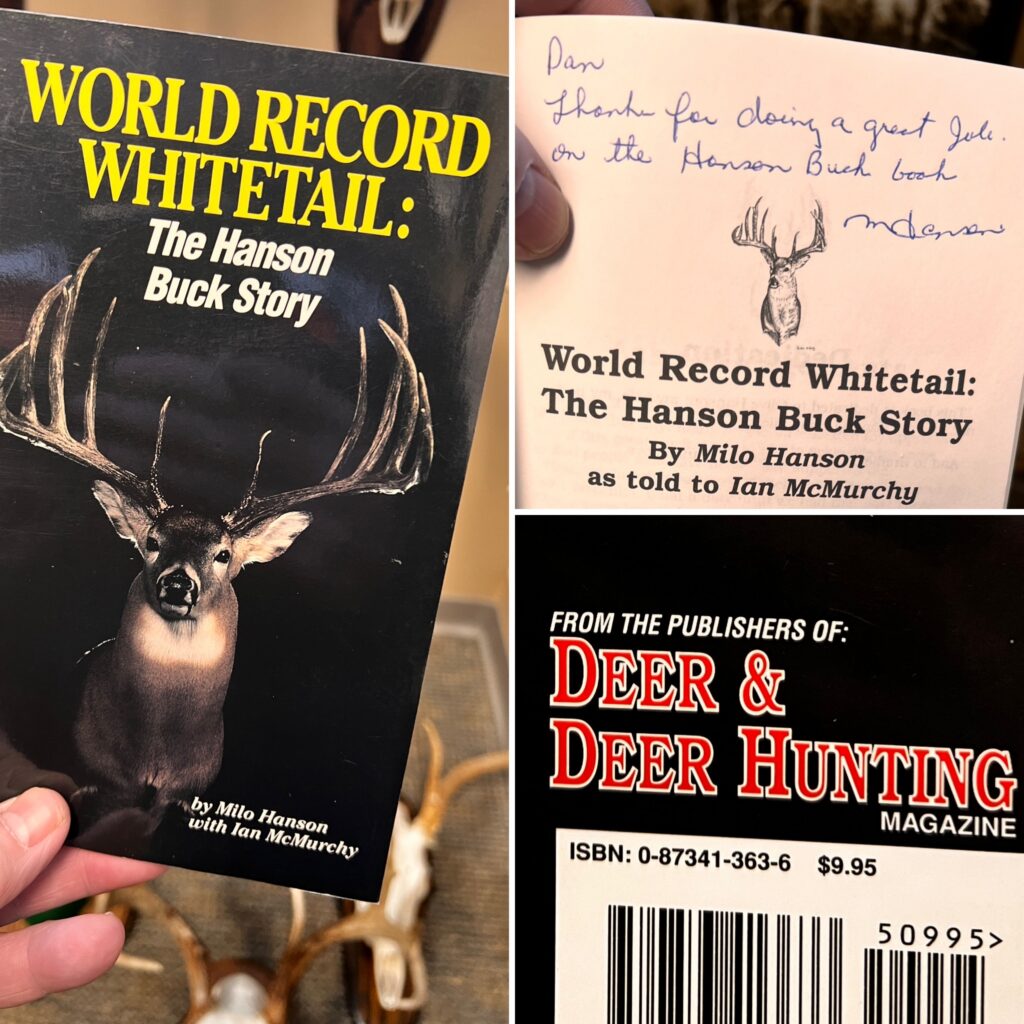 WORLD RECORD
WHITETAIL:
The Hanson
Buck Story
by Milo Hanson
with Ian McMurchy
Dan
Thanks for doing a great Job.
on the Hanson Buck book
M Hanson
World Record Whitetail:
The Hanson Buck Story
By Milo Hanson
as told to Ian McMurchy
FROM THE PUBLISHERS OF:
DEER &
DEER HUNTING
MAGAZINE
ISBN: 0-87341-363-6 $9.95
50995>